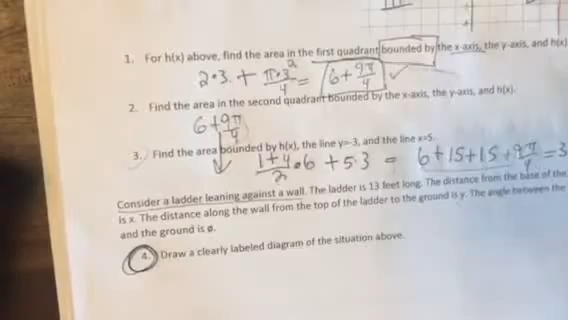 1. For h(x) above, find the area in the first quadrant bounded by the x-axis, the y-axis, and h(x)
2·3 + π·3²/4 = 6 + 9π/4 ✓
2. Find the area in the second quadrant bounded by the x-axis, the y-axis, and h(x).
6+9π/4
3. Find the area bounded by h(x), the line y=-3, and the line x=5.
1+4/2 •6 + 5·3 = 6+15+15+9π/4 = 3
Consider a ladder leaning against a wall. The ladder is 13 feet long. The distance from the base of the
is x. The distance along the wall from the top of the ladder to the ground is y. The angle between the
and the ground is ø.
4. Draw a clearly labeled diagram of the situation above.